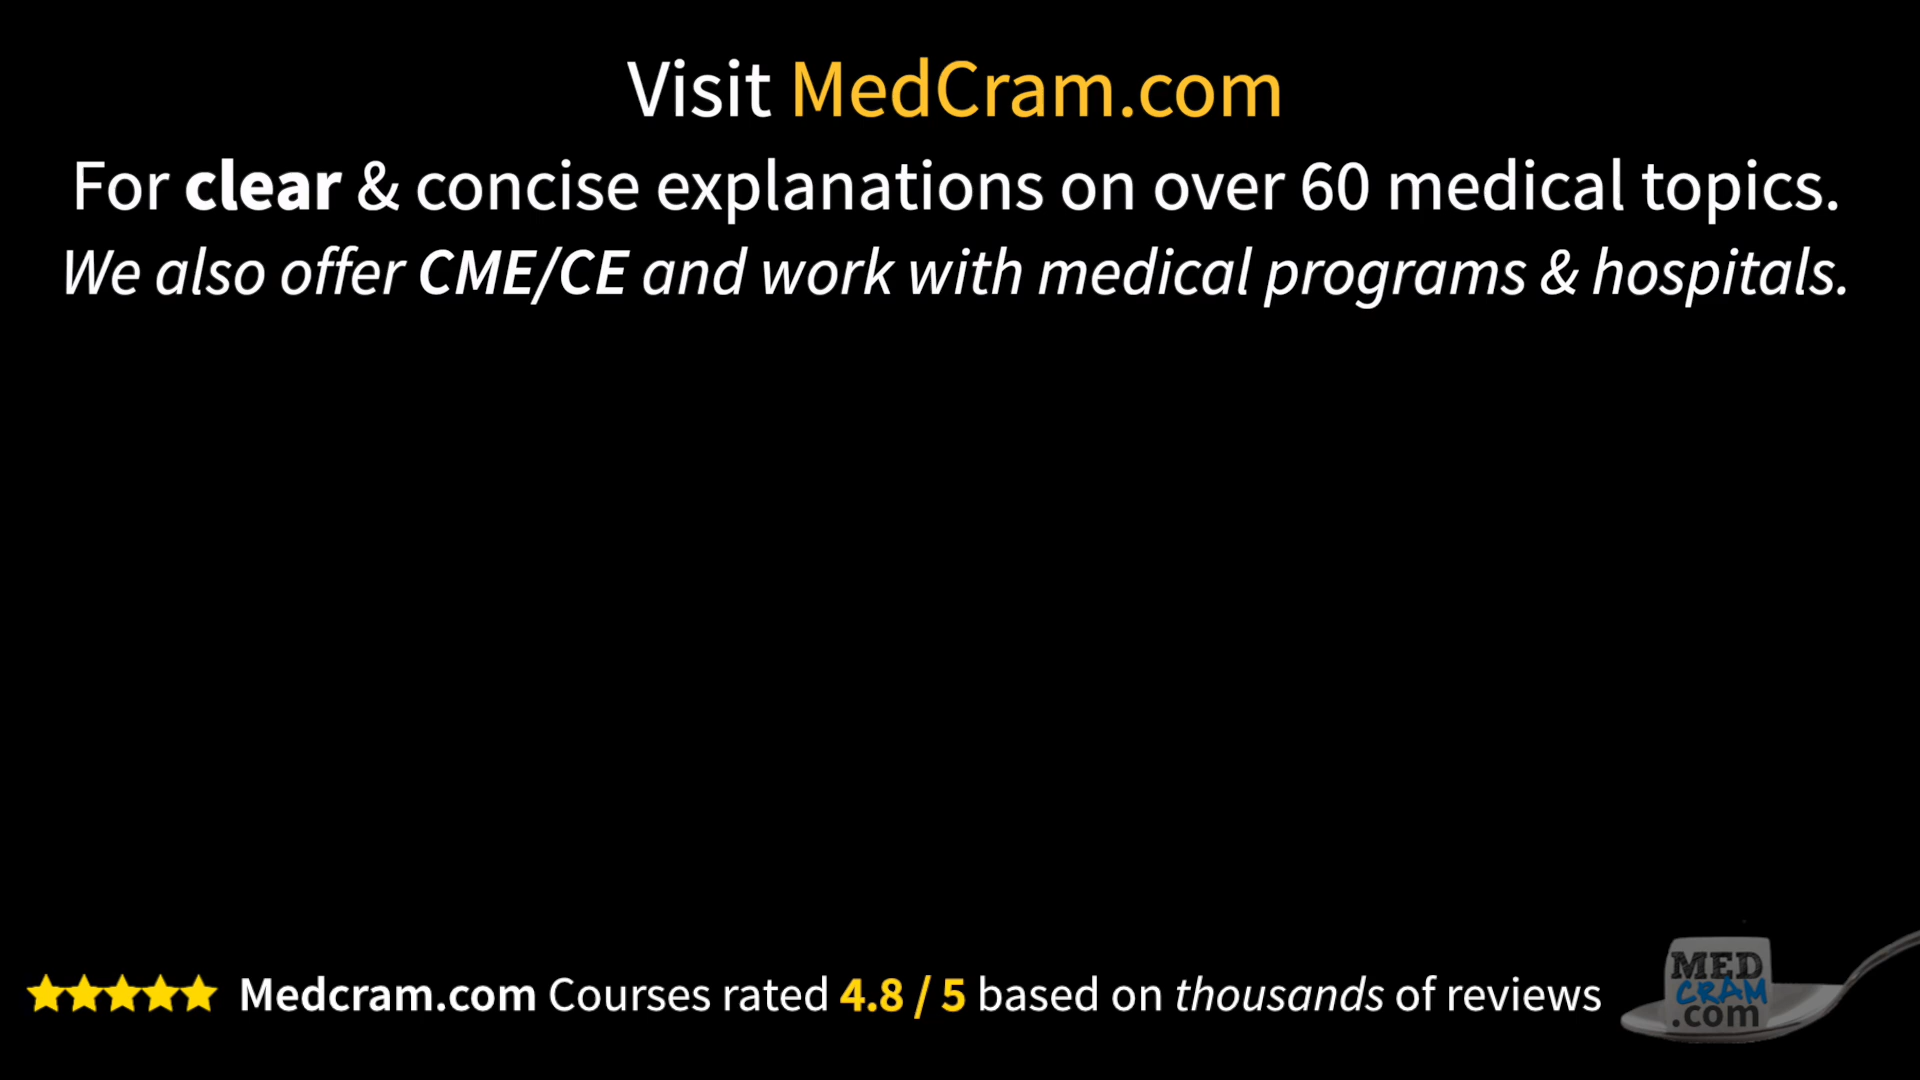 Visit MedCram.com
For clear & concise explanations on over 60 medical topics.
We also offer CME/CE and work with medical programs & hospitals.
Medcram.com Courses rated 4.8 / 5 based on thousands of reviews
MED
CRAM
.com